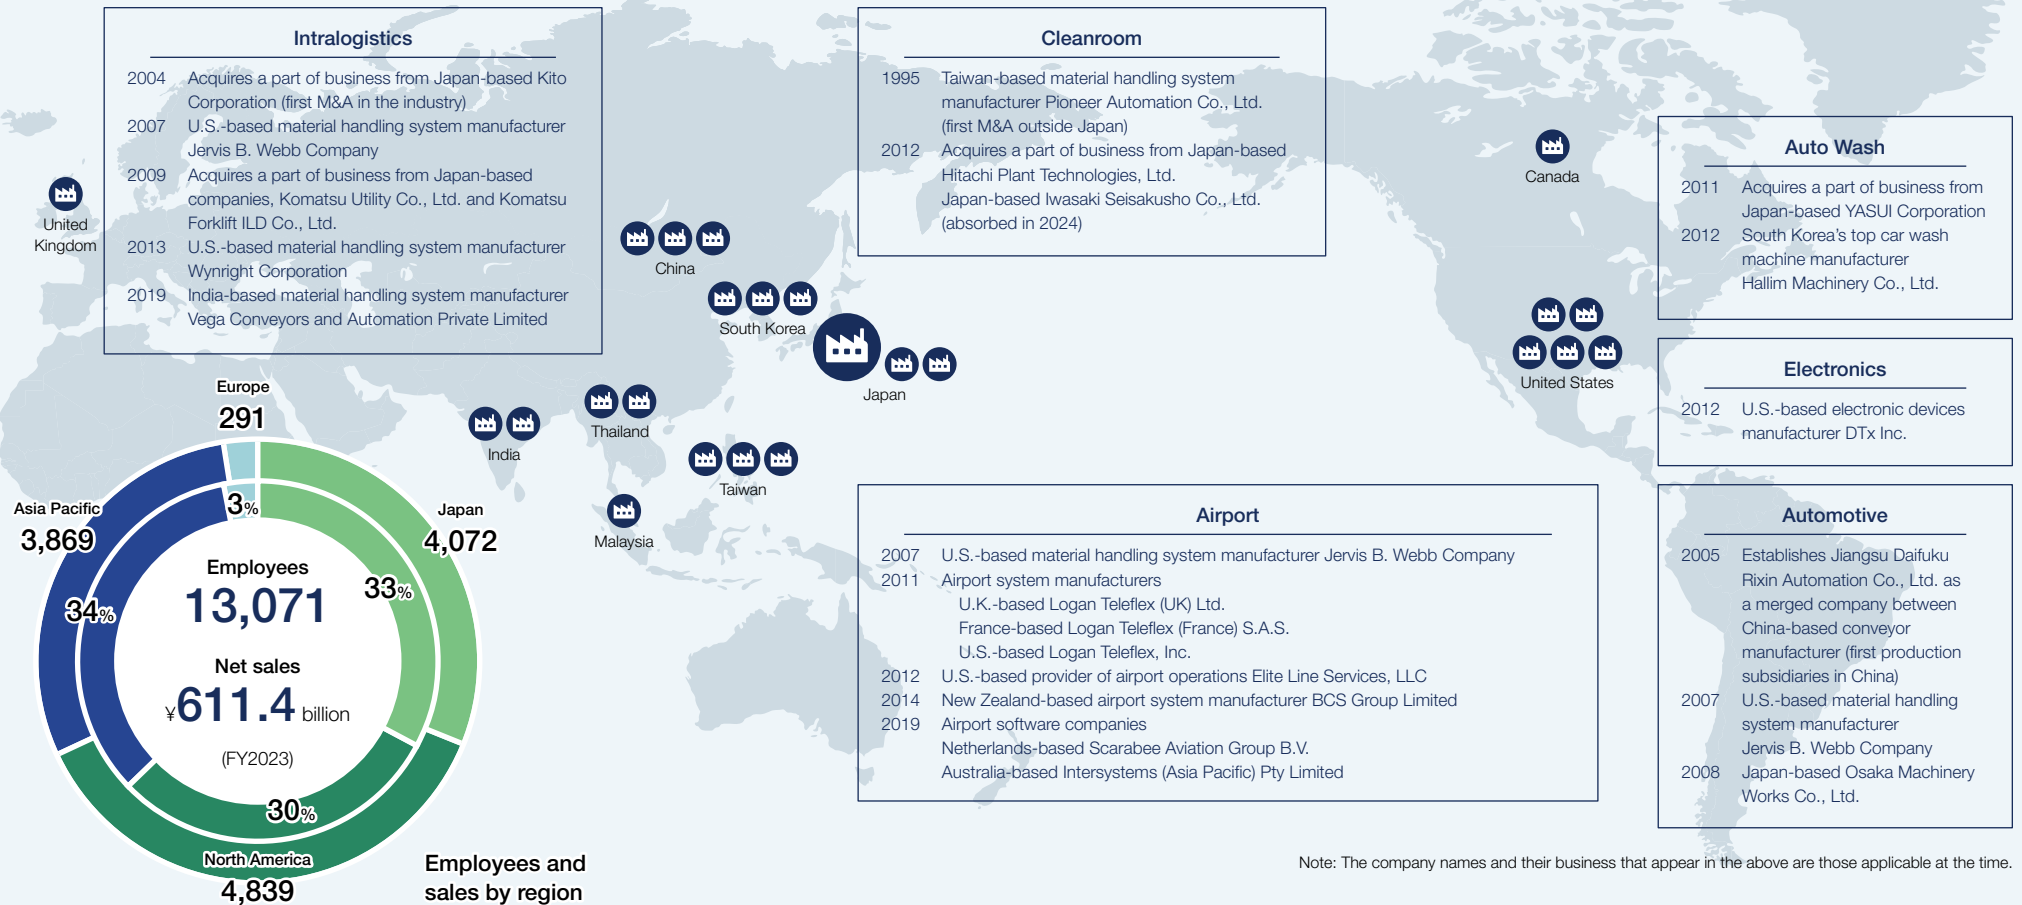 Intralogistics
2004 Acquires a part of business from Japan-based Kito
Corporation (first M&A in the industry)
2007 U.S.-based material handling system manufacturer
Jervis B. Webb Company
2009 Acquires a part of business from Japan-based
companies, Komatsu Utility Co., Ltd. and Komatsu
Forklift ILD Co., Ltd.
2013 U.S.-based material handling system manufacturer
Wynright Corporation
2019 India-based material handling system manufacturer
Vega Conveyors and Automation Private Limited
Cleanroom
1995 Taiwan-based material handling system
manufacturer Pioneer Automation Co., Ltd.
(first M&A outside Japan)
2012 Acquires a part of business from Japan-based
Hitachi Plant Technologies, Ltd.
Japan-based Iwasaki Seisakusho Co., Ltd.
(absorbed in 2024)
Auto Wash
2011 Acquires a part of business from
Japan-based YASUI Corporation
2012 South Korea's top car wash
machine manufacturer
Hallim Machinery Co., Ltd.
Electronics
2012 U.S.-based electronic devices
manufacturer DTx Inc.
Airport
2007 U.S.-based material handling system manufacturer Jervis B. Webb Company
2011 Airport system manufacturers
U.K.-based Logan Teleflex (UK) Ltd.
France-based Logan Teleflex (France) S.A.S.
U.S.-based Logan Teleflex, Inc.
2012 U.S.-based provider of airport operations Elite Line Services, LLC
2014 New Zealand-based airport system manufacturer BCS Group Limited
2019 Airport software companies
Netherlands-based Scarabee Aviation Group B.V.
Australia-based Intersystems (Asia Pacific) Pty Limited
Automotive
2005 Establishes Jiangsu Daifuku
Rixin Automation Co., Ltd. as
a merged company between
China-based conveyor
manufacturer (first production
subsidiaries in China)
2007 U.S.-based material handling
system manufacturer
Jervis B. Webb Company
2008 Japan-based Osaka Machinery
Works Co., Ltd.
United
Kingdom
China
South Korea
Japan
Thailand
India
Taiwan
Malaysia
Canada
United States
Europe
291
3%
Asia Pacific
3,869
34%
Japan
4,072
33%
Employees
13,071
Net sales
¥611.4 billion
(FY2023)
30%
North America
4,839
Employees and
sales by region
Note: The company names and their business that appear in the above are those applicable at the time.